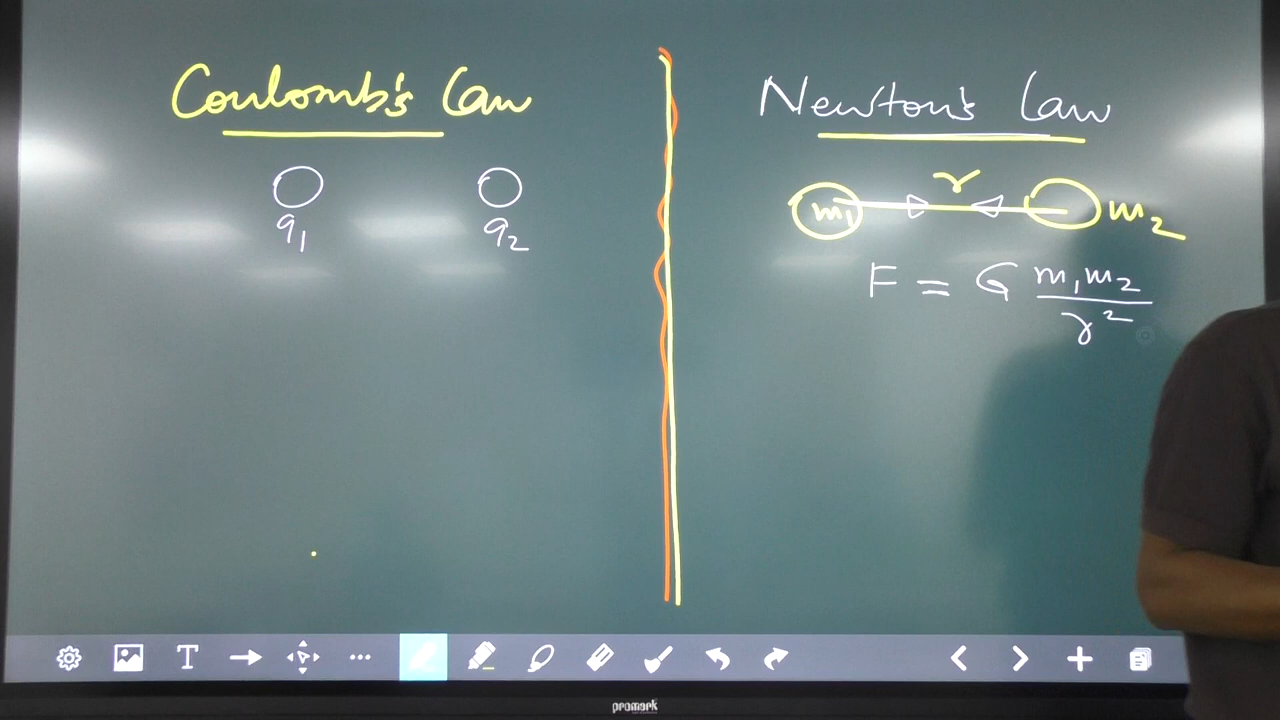 Coulomb's Law
q1 q2
Newton's Law
r
m1 m2
F = G m1m2 / r²
T
promark